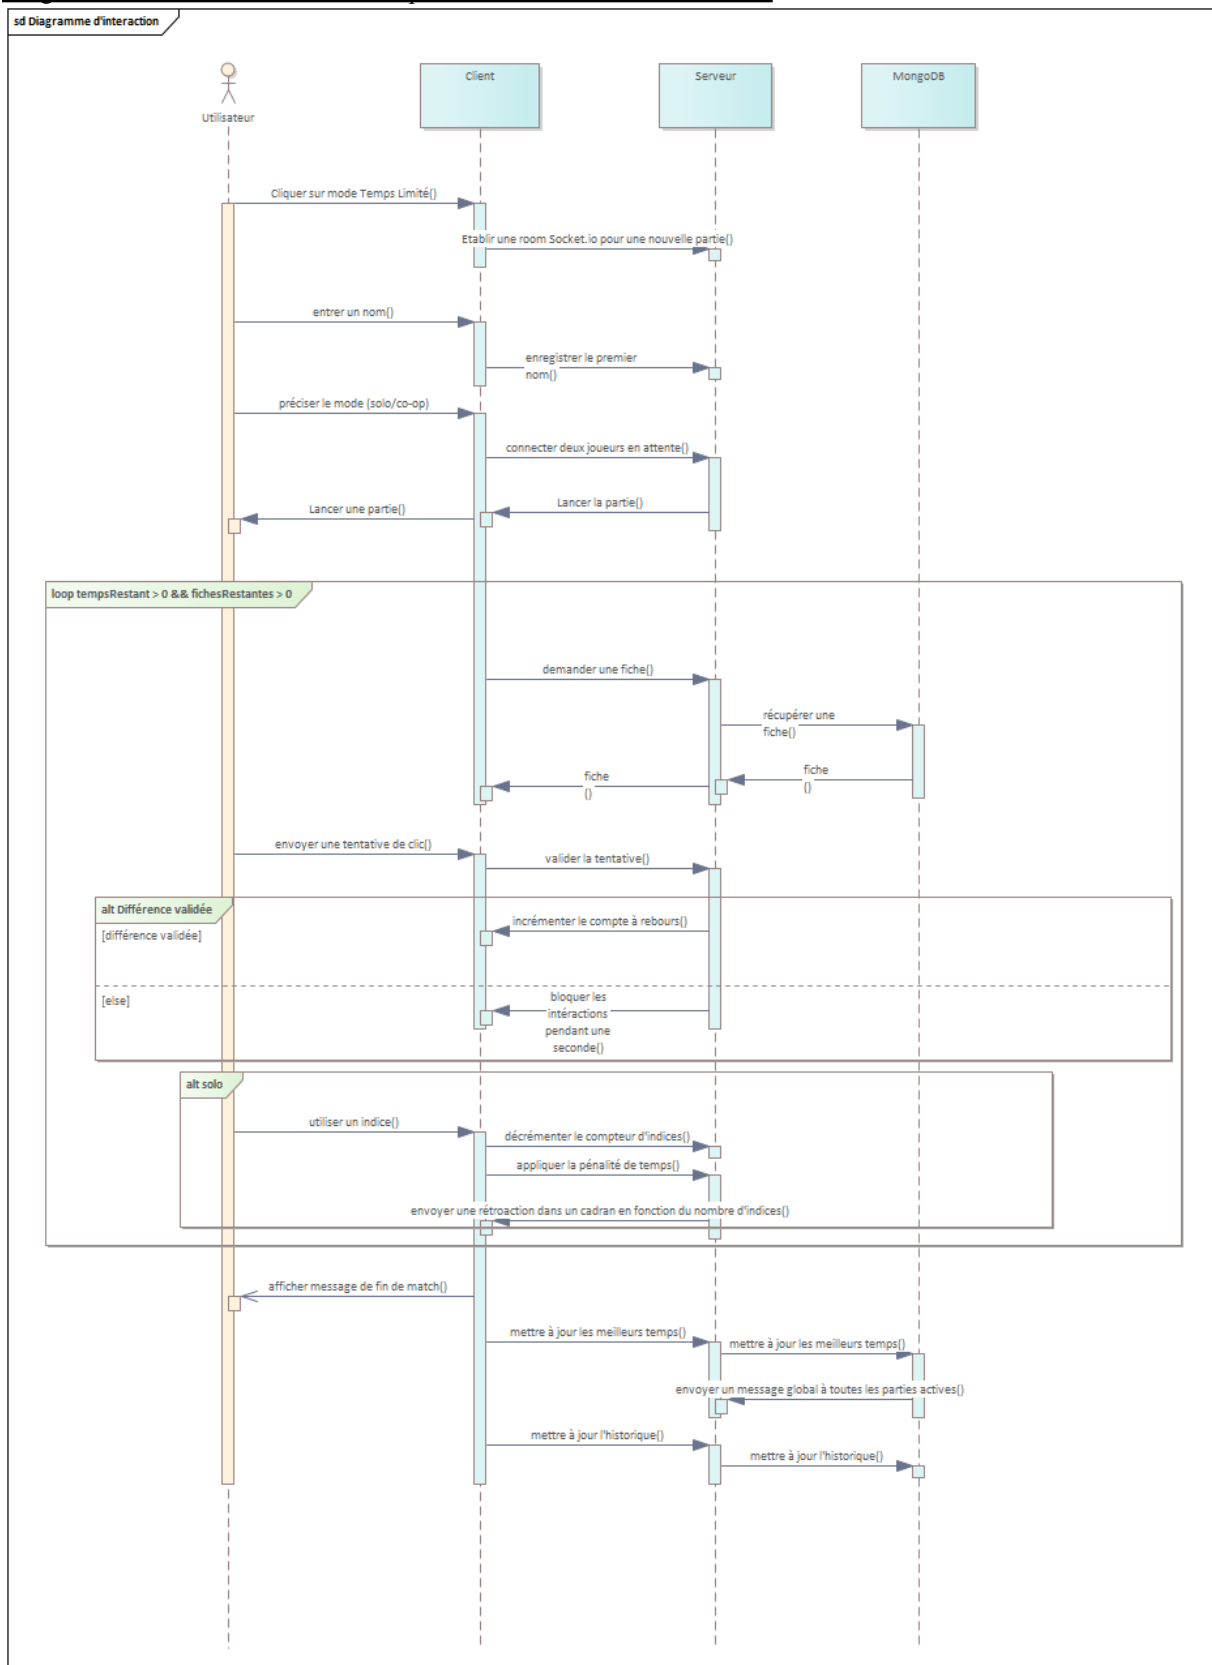 sd Diagramme d'interaction
Utilisateur
Client
Serveur
MongoDB
Cliquer sur mode Temps Limité()
Etablir une room Socket.io pour une nouvelle partie()
entrer un nom()
enregistrer le premier
nom()
préciser le mode (solo/co-op)
connecter deux joueurs en attente()
Lancer la partie()
Lancer une partie()
loop tempsRestant > 0 && fichesRestantes > 0
demander une fiche()
récupérer une
fiche()
fiche
()
fiche
()
envoyer une tentative de clic()
valider la tentative()
alt Différence validée
incrémenter le compte à rebours()
[différence validée]
[else]
bloquer les
intéractions
pendant une
seconde()
alt solo
utiliser un indice()
décrémenter le compteur d'indices()
appliquer la pénalité de temps()
envoyer une rétroaction dans un cadran en fonction du nombre d'indices()
afficher message de fin de match()
mettre à jour les meilleurs temps()
mettre à jour les meilleurs temps()
envoyer un message global à toutes les parties actives()
mettre à jour l'historique()
mettre à jour l'historique()